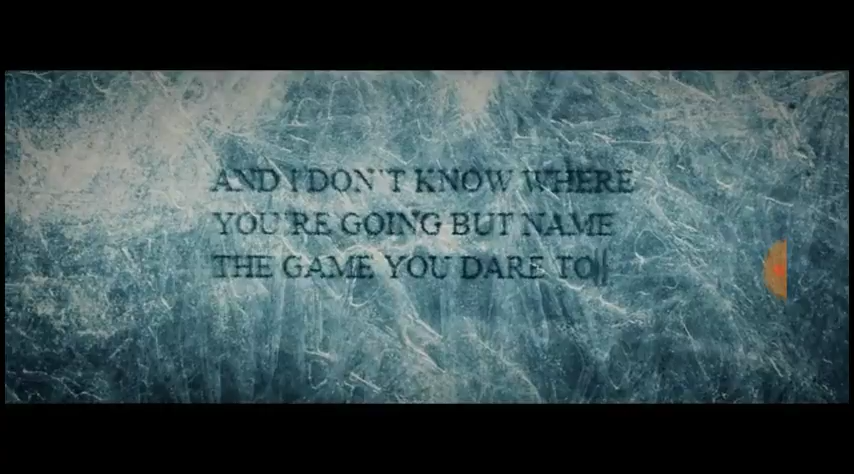 AND I DON'T KNOW WHERE
YOU'RE GOING BUT NAME
THE GAME YOU DARE TO